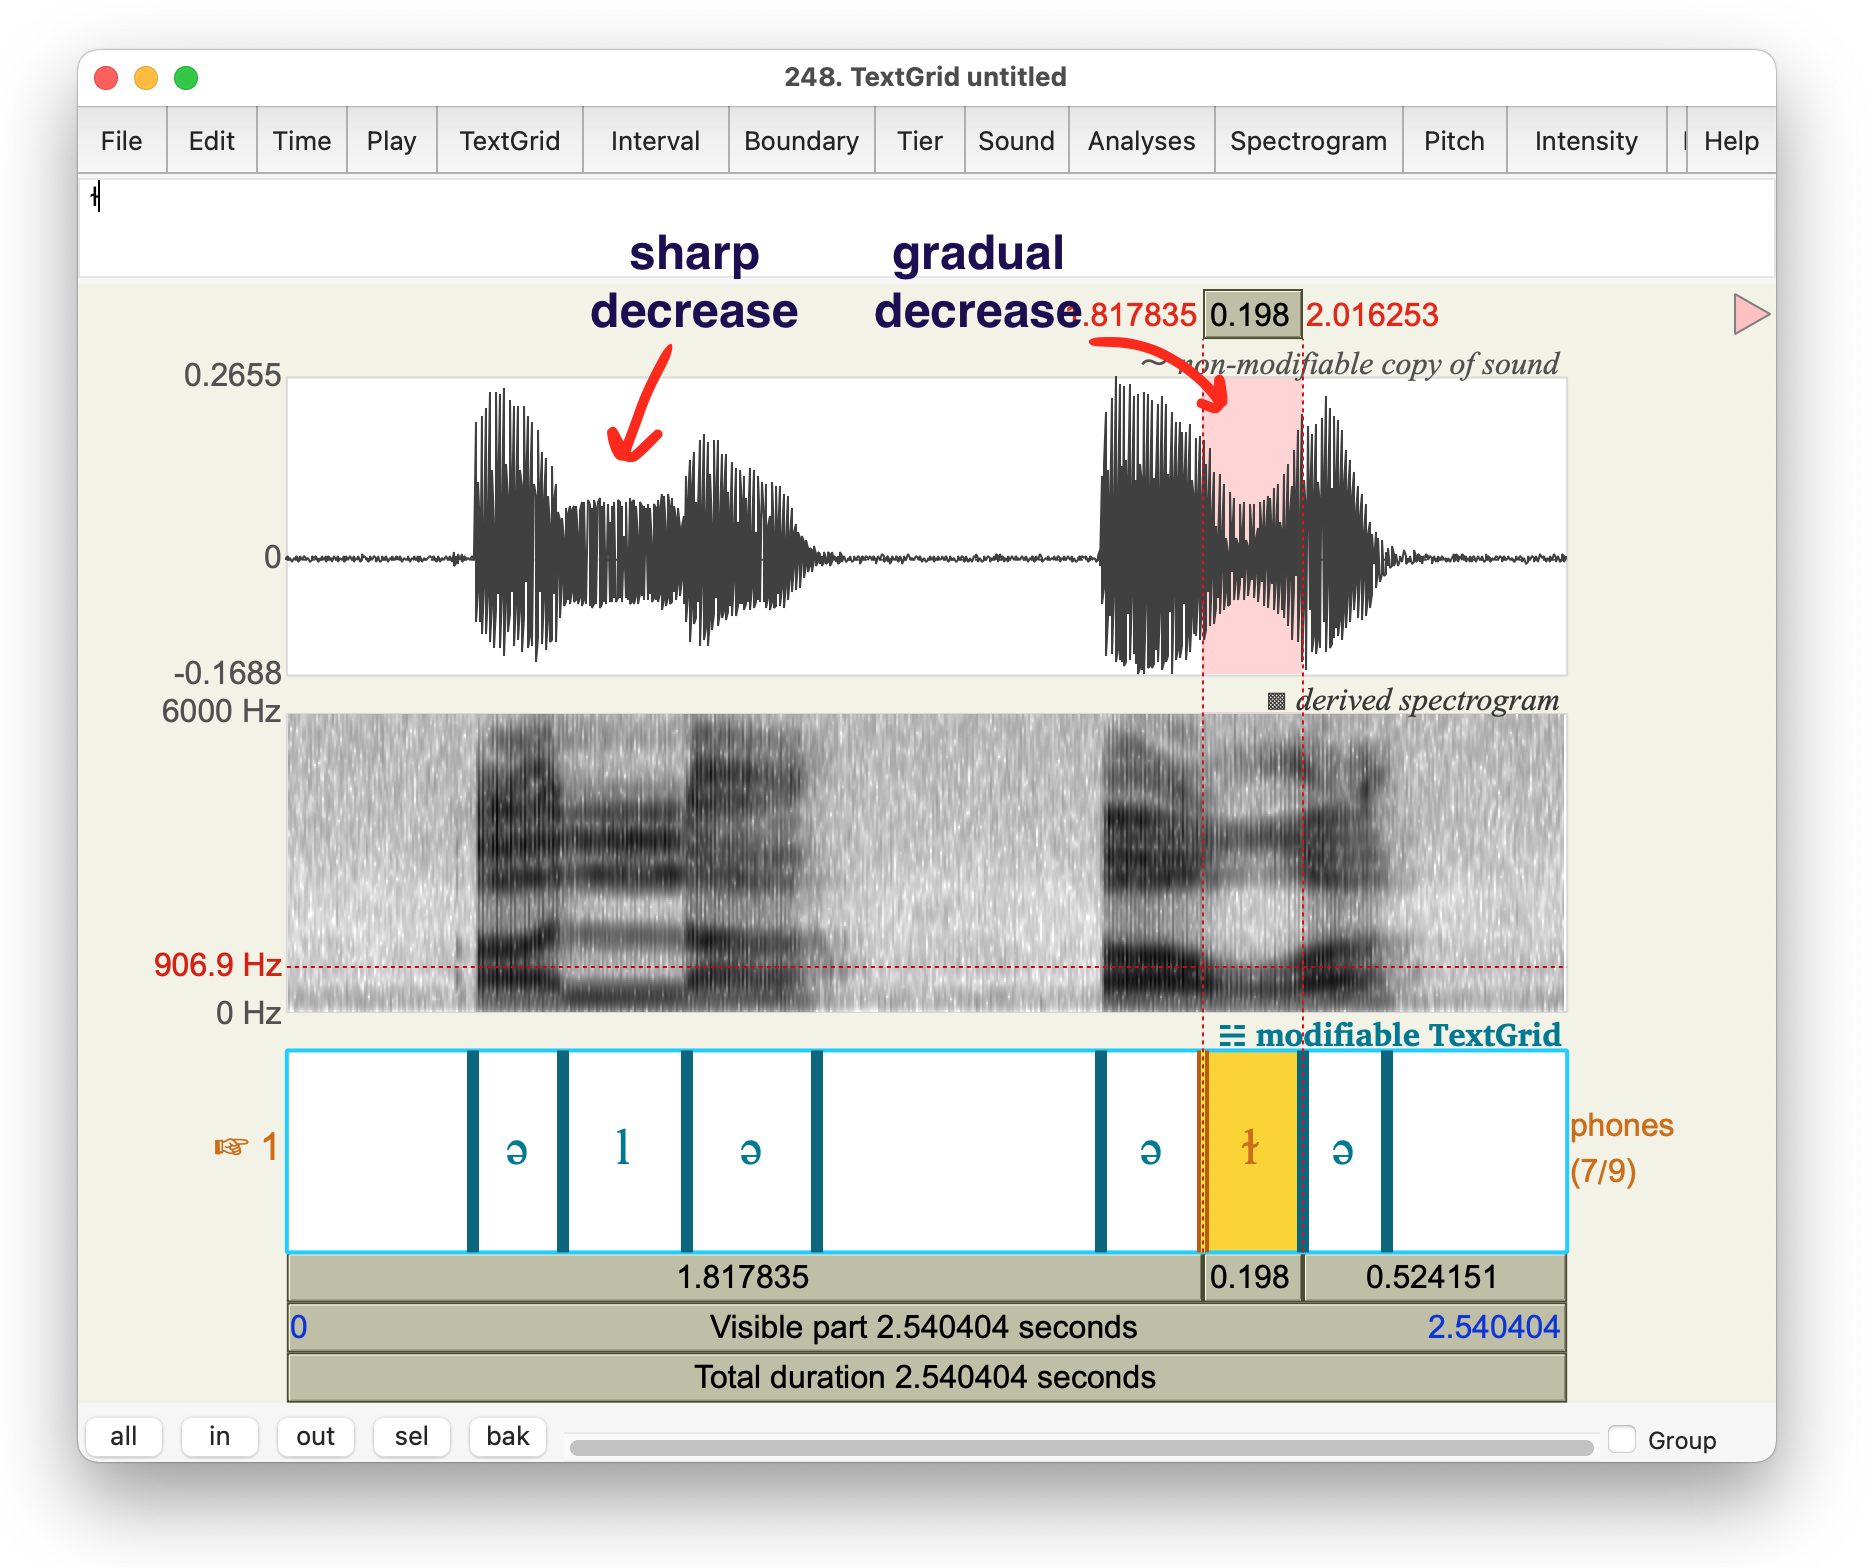 248. TextGrid untitled
File Edit Time Play TextGrid Interval Boundary Tier Sound Analyses Spectrogram Pitch Intensity Help
ɫ
sharp decrease
gradual decrease
1.817835 0.198 2.016253
~ non-modifiable copy of sound
0.2655
0
-0.1688
▩ derived spectrogram
6000 Hz
906.9 Hz
0 Hz
☵ modifiable TextGrid
☞ 1 ə l ə ə ɫ ə phones (7/9)
1.817835 0.198 0.524151
0 Visible part 2.540404 seconds 2.540404
Total duration 2.540404 seconds
all in out sel bak Group